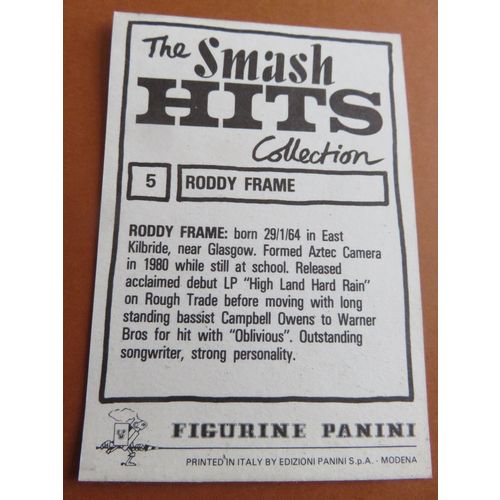 The Smash
HITS
Collection
5 RODDY FRAME
RODDY FRAME: born 29/1/64 in East
Kilbride, near Glasgow. Formed Aztec Camera
in 1980 while still at school. Released
acclaimed debut LP "High Land Hard Rain"
on Rough Trade before moving with long
standing bassist Campbell Owens to Warner
Bros for hit with "Oblivious". Outstanding
songwriter, strong personality.
FIGURINE PANINI
PRINTED IN ITALY BY EDIZIONI PANINI S.p.A. - MODENA